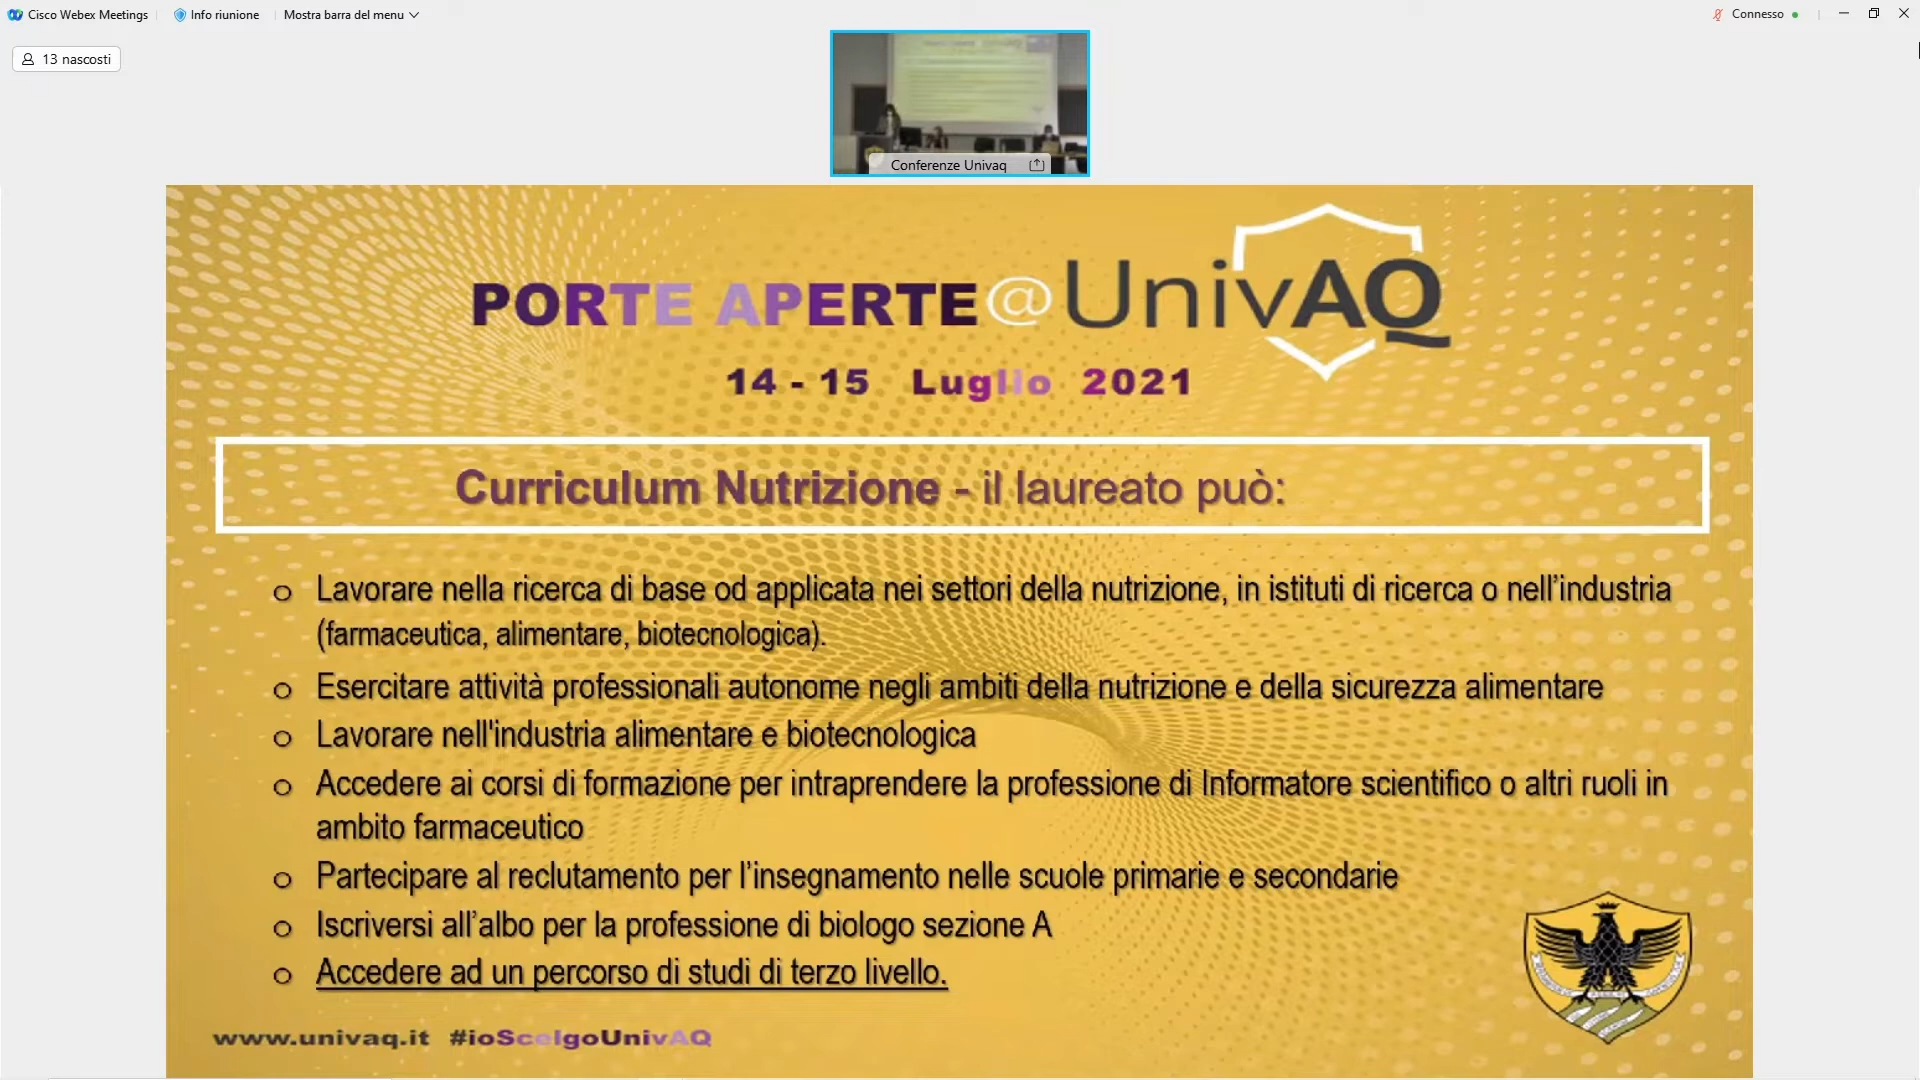 Cisco Webex Meetings Info riunione Mostra barra del menu Connesso
13 nascosti
Conferenze Univaq
PORTE APERTE@UnivAQ
14 - 15 Luglio 2021
Curriculum Nutrizione - il laureato può:
o Lavorare nella ricerca di base od applicata nei settori della nutrizione, in istituti di ricerca o nell’industria
(farmaceutica, alimentare, biotecnologica).
o Esercitare attività professionali autonome negli ambiti della nutrizione e della sicurezza alimentare
o Lavorare nell'industria alimentare e biotecnologica
o Accedere ai corsi di formazione per intraprendere la professione di Informatore scientifico o altri ruoli in
ambito farmaceutico
o Partecipare al reclutamento per l’insegnamento nelle scuole primarie e secondarie
o Iscriversi all’albo per la professione di biologo sezione A
o Accedere ad un percorso di studi di terzo livello.
www.univaq.it #ioScelgoUnivAQ